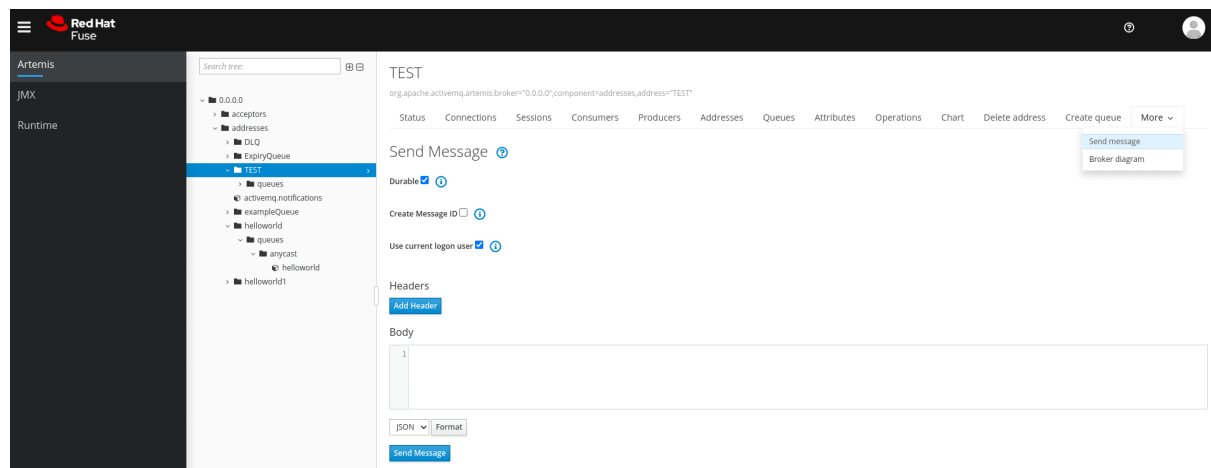 Red Hat
Fuse
Artemis
JMX
Runtime
Search tree:
0.0.0.0
acceptors
addresses
DLQ
ExpiryQueue
TEST
queues
activemq.notifications
exampleQueue
helloworld
queues
anycast
helloworld
helloworld1
TEST
org.apache.activemq.artemis:broker="0.0.0.0",component=addresses,address="TEST"
Status Connections Sessions Consumers Producers Addresses Queues Attributes Operations Chart Delete address Create queue More
Send message
Broker diagram
Send Message
Durable
Create Message ID
Use current logon user
Headers
Add Header
Body
1
JSON Format
Send Message